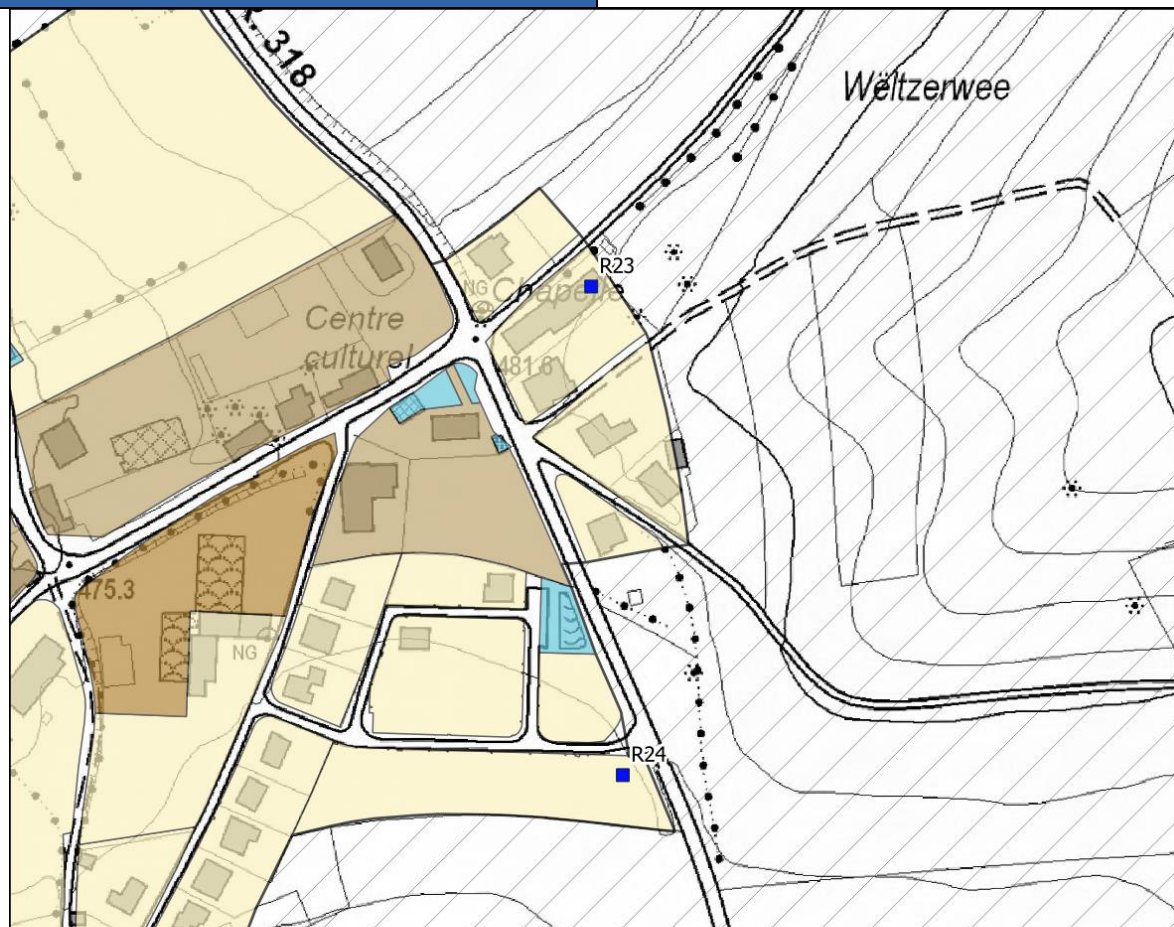 R. 318
Wëltzerwee
R23
NG
Chapelle
Centre
culturel
481.6
475.3
NG
R24